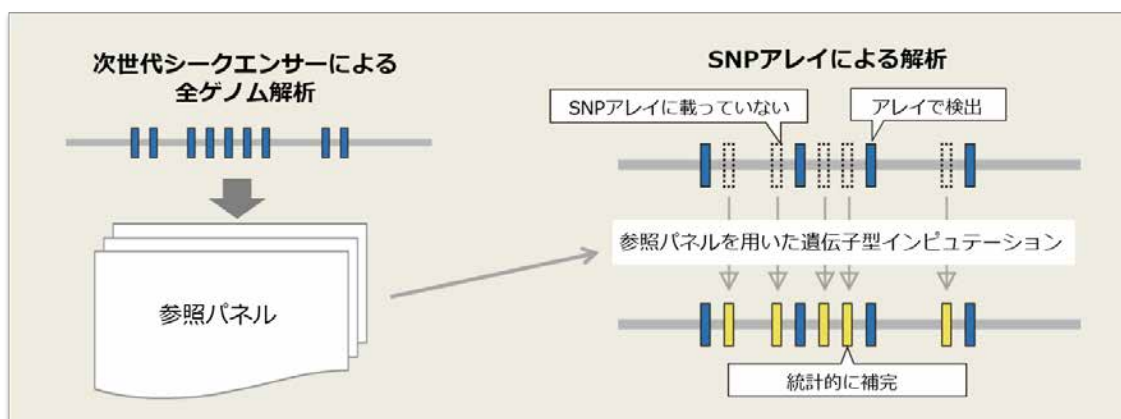 次世代シークエンサーによる
全ゲノム解析
参照パネル
SNPアレイによる解析
SNPアレイに載っていない
アレイで検出
参照パネルを用いた遺伝子型インピュテーション
統計的に補完